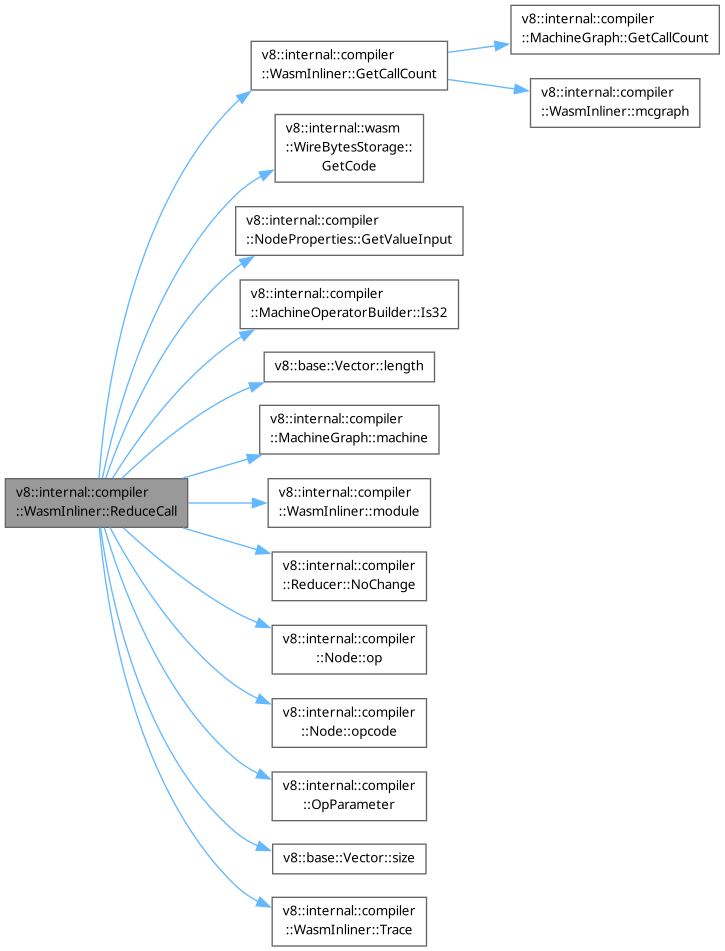 v8::internal::compiler
::MachineGraph::GetCallCount
v8::internal::compiler
::WasmInliner::GetCallCount
v8::internal::compiler
::WasmInliner::mcgraph
v8::internal::wasm
::WireBytesStorage::
GetCode
v8::internal::compiler
::NodeProperties::GetValueInput
v8::internal::compiler
::MachineOperatorBuilder::Is32
v8::base::Vector::length
v8::internal::compiler
::MachineGraph::machine
v8::internal::compiler
::WasmInliner::ReduceCall
v8::internal::compiler
::WasmInliner::module
v8::internal::compiler
::Reducer::NoChange
v8::internal::compiler
::Node::op
v8::internal::compiler
::Node::opcode
v8::internal::compiler
::OpParameter
v8::base::Vector::size
v8::internal::compiler
::WasmInliner::Trace